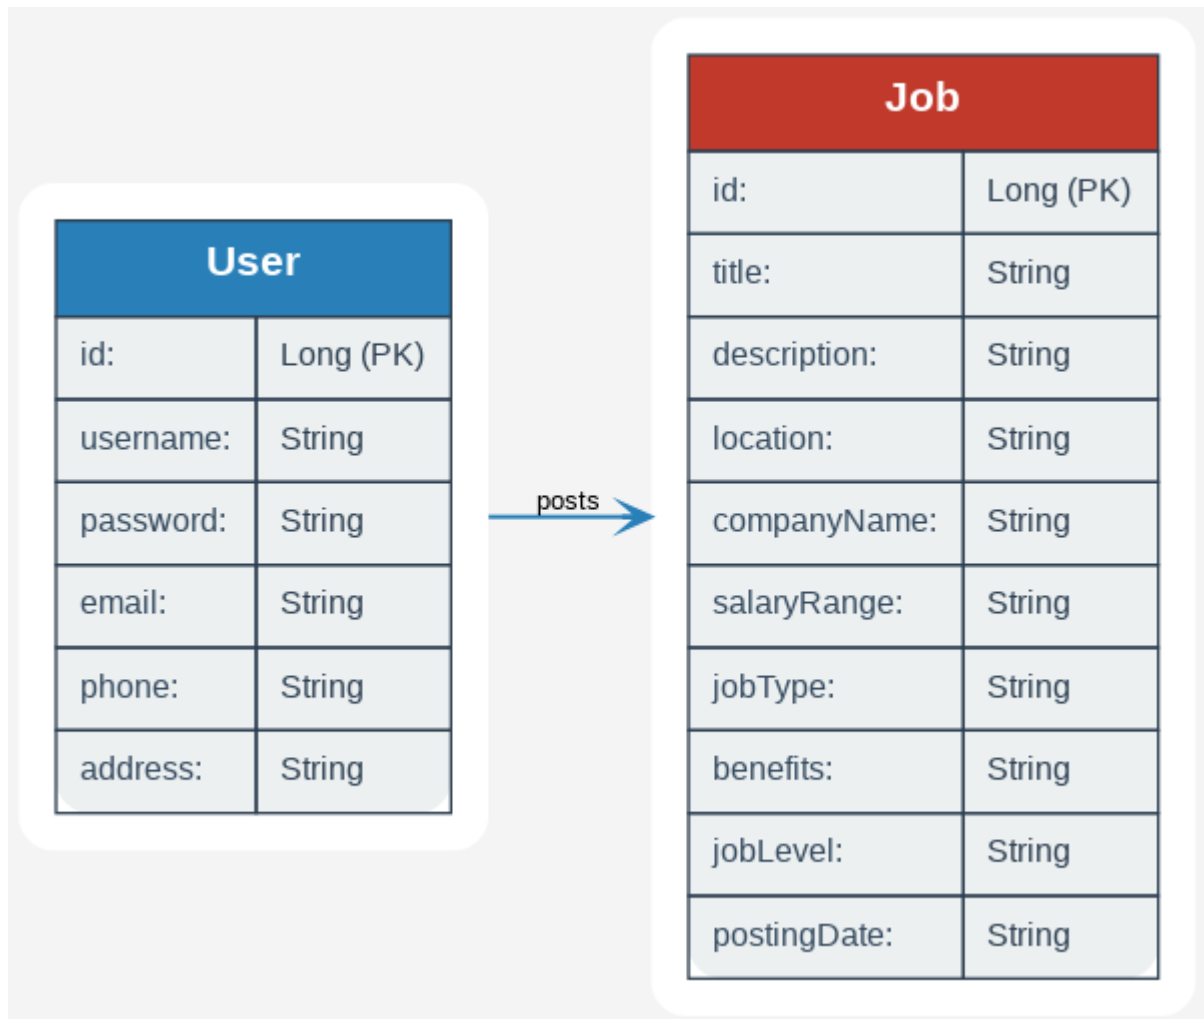 User
id: Long (PK)
username: String
password: String
email: String
phone: String
address: String
posts
Job
id: Long (PK)
title: String
description: String
location: String
companyName: String
salaryRange: String
jobType: String
benefits: String
jobLevel: String
postingDate: String